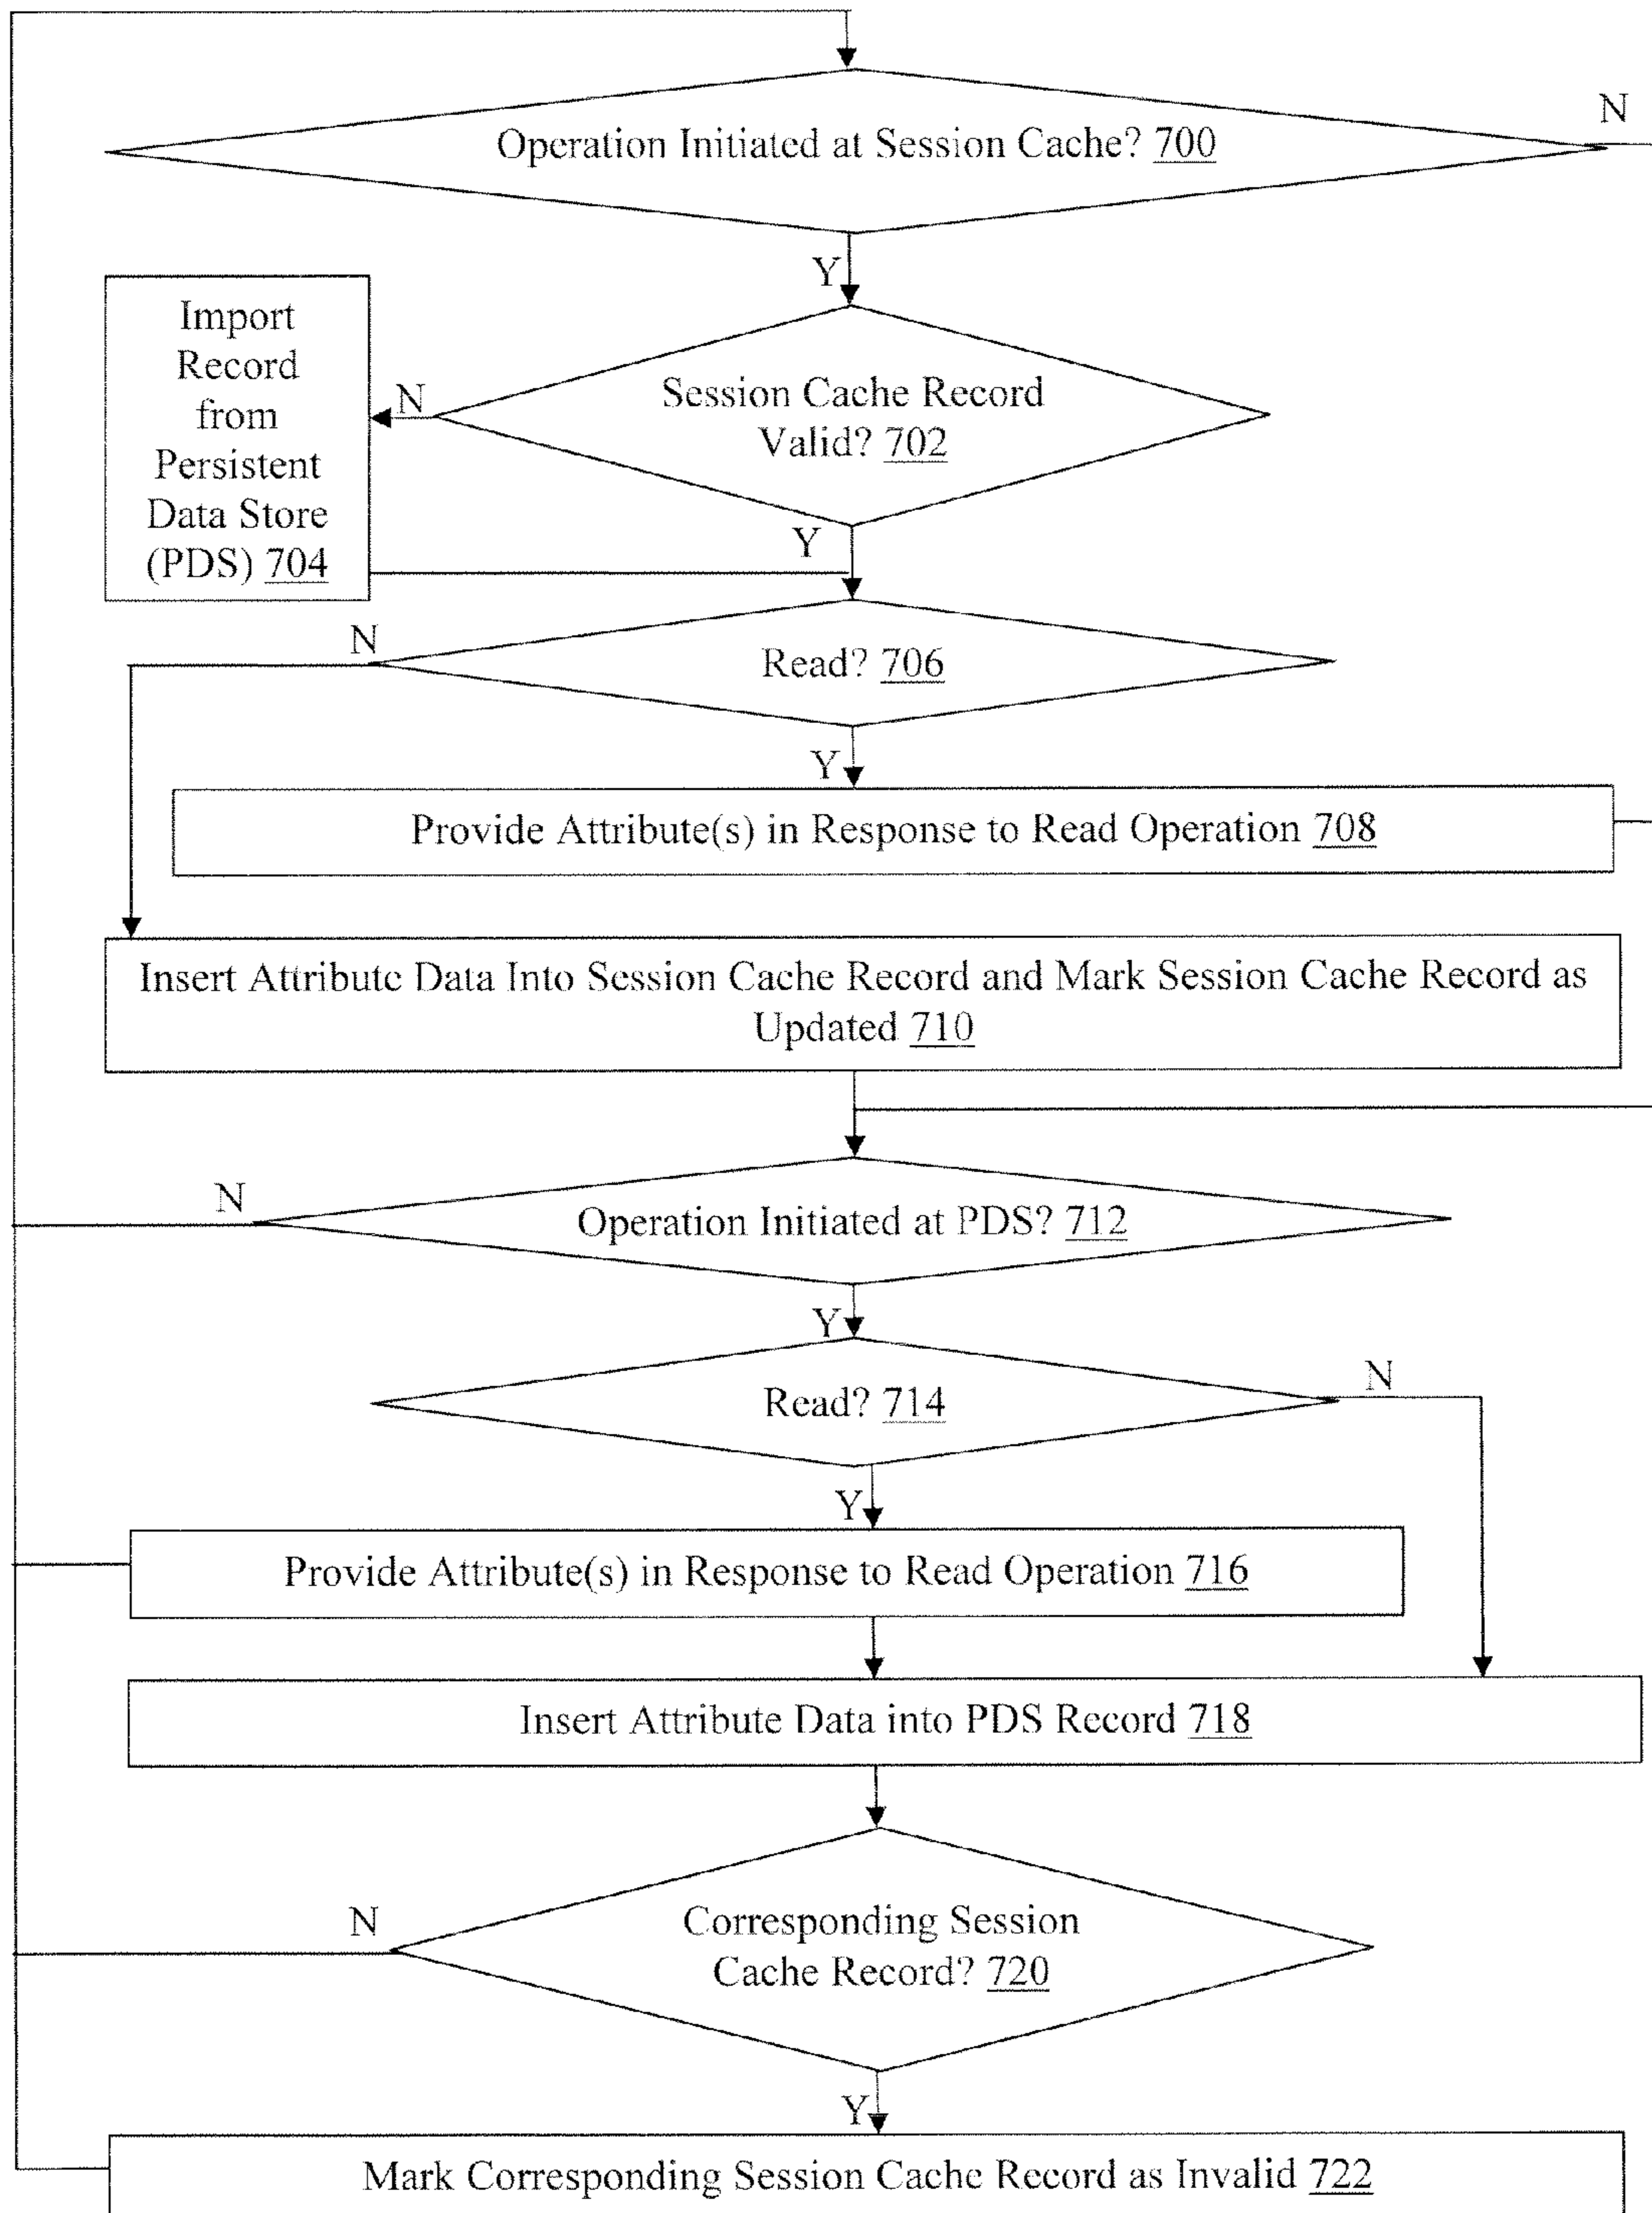 Operation Initiated at Session Cache? 700
N
Y
Import
Record
from
Persistent
Data Store
(PDS) 704
N
Session Cache Record
Valid? 702
Y
N
Read? 706
Y
Provide Attribute(s) in Response to Read Operation 708
Insert Attribute Data Into Session Cache Record and Mark Session Cache Record as
Updated 710
N
Operation Initiated at PDS? 712
Y
Read? 714
N
Y
Provide Attribute(s) in Response to Read Operation 716
Insert Attribute Data into PDS Record 718
N
Corresponding Session
Cache Record? 720
Y
Mark Corresponding Session Cache Record as Invalid 722